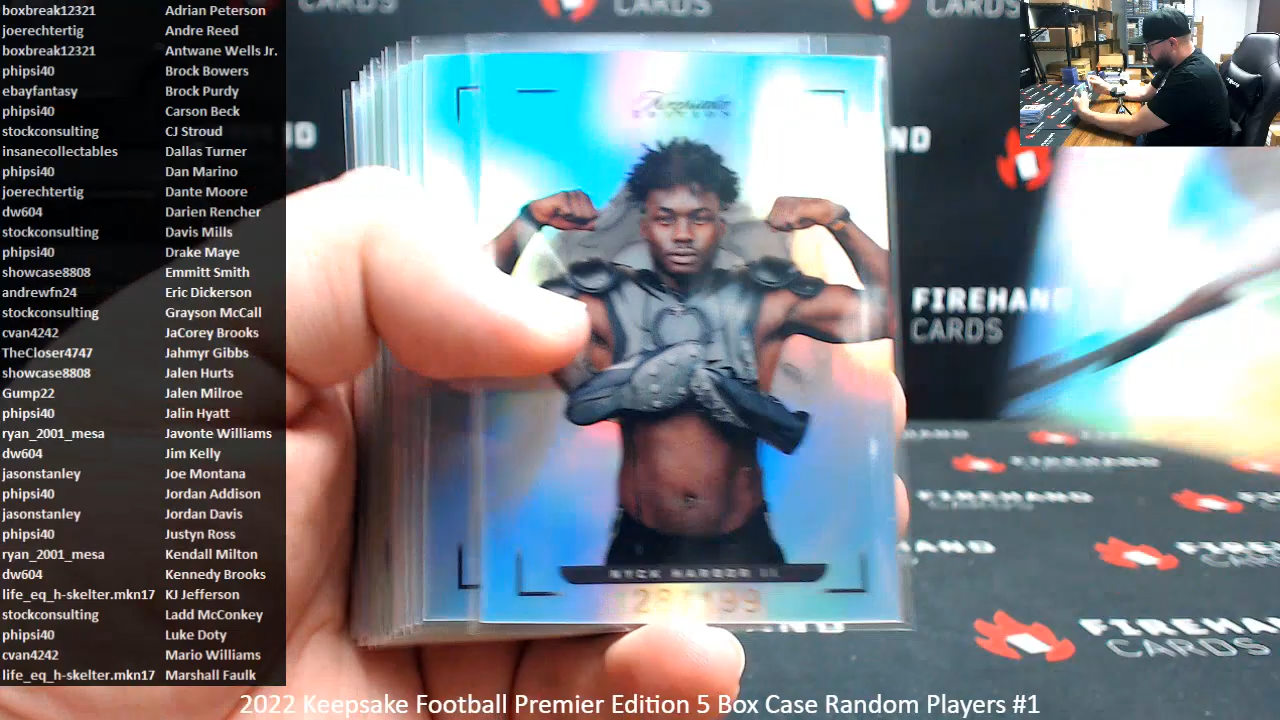 boxbreak12321 Adrian Peterson
joerechtertig Andre Reed
boxbreak12321 Antwane Wells Jr.
phipsi40 Brock Bowers
ebayfantasy Brock Purdy
phipsi40 Carson Beck
stockconsulting CJ Stroud
insanecollectables Dallas Turner
phipsi40 Dan Marino
joerechtertig Dante Moore
dw604 Darien Rencher
stockconsulting Davis Mills
phipsi40 Drake Maye
showcase8808 Emmitt Smith
andrewfn24 Eric Dickerson
stockconsulting Grayson McCall
cvan4242 JaCorey Brooks
TheCloser4747 Jahmyr Gibbs
showcase8808 Jalen Hurts
Gump22 Jalen Milroe
phipsi40 Jalin Hyatt
ryan_2001_mesa Javonte Williams
dw604 Jim Kelly
jasonstanley Joe Montana
phipsi40 Jordan Addison
jasonstanley Jordan Davis
phipsi40 Justyn Ross
ryan_2001_mesa Kendall Milton
dw604 Kennedy Brooks
life_eq_h-skelter.mkn17 KJ Jefferson
stockconsulting Ladd McConkey
phipsi40 Luke Doty
cvan4242 Mario Williams
life_eq_h-skelter.mkn17 Marshall Faulk
CARDS
CARDS
CARDS
FIREHAND
CARDS
NYCK HARBOR III
FIREHAND
CARDS
2022 Keepsake Football Premier Edition 5 Box Case Random Players #1